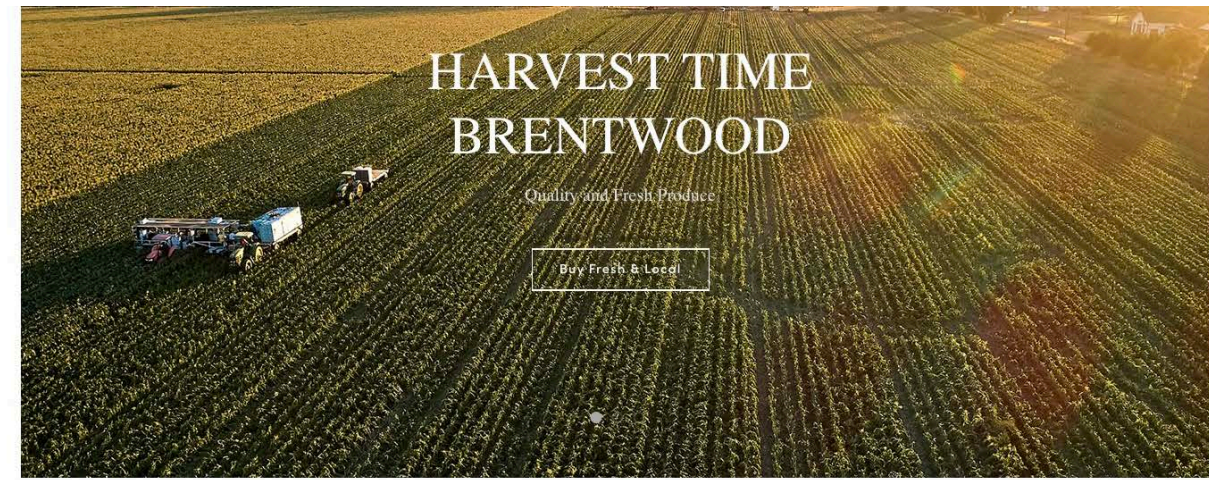 HARVEST TIME
BRENTWOOD
Quality and Fresh Produce
Buy Fresh & Local